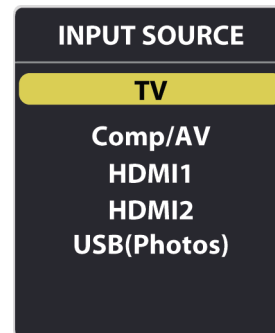 INPUT SOURCE
TV
Comp/AV
HDMI1
HDMI2
USB(Photos)